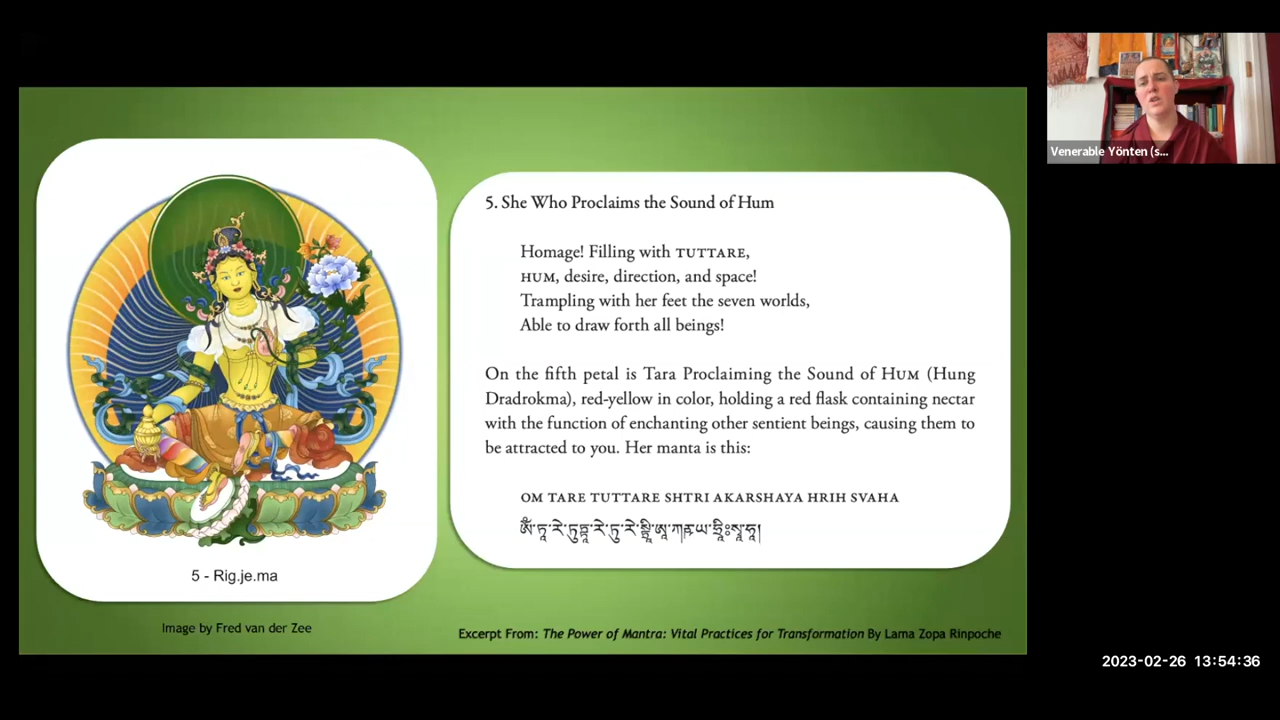 5. She Who Proclaims the Sound of Hum
Homage! Filling with TUTTARE,
HUM, desire, direction, and space!
Trampling with her feet the seven worlds,
Able to draw forth all beings!
On the fifth petal is Tara Proclaiming the Sound of HUM (Hung
Dradrokma), red-yellow in color, holding a red flask containing nectar
with the function of enchanting other sentient beings, causing them to
be attracted to you. Her manta is this:
OM TARE TUTTARE SHTRI AKARSHAYA HRIH SVAHA
5 - Rig.je.ma
Image by Fred van der Zee
Excerpt From: The Power of Mantra: Vital Practices for Transformation By Lama Zopa Rinpoche
Venerable Yönten (s...
2023-02-26 13:54:36